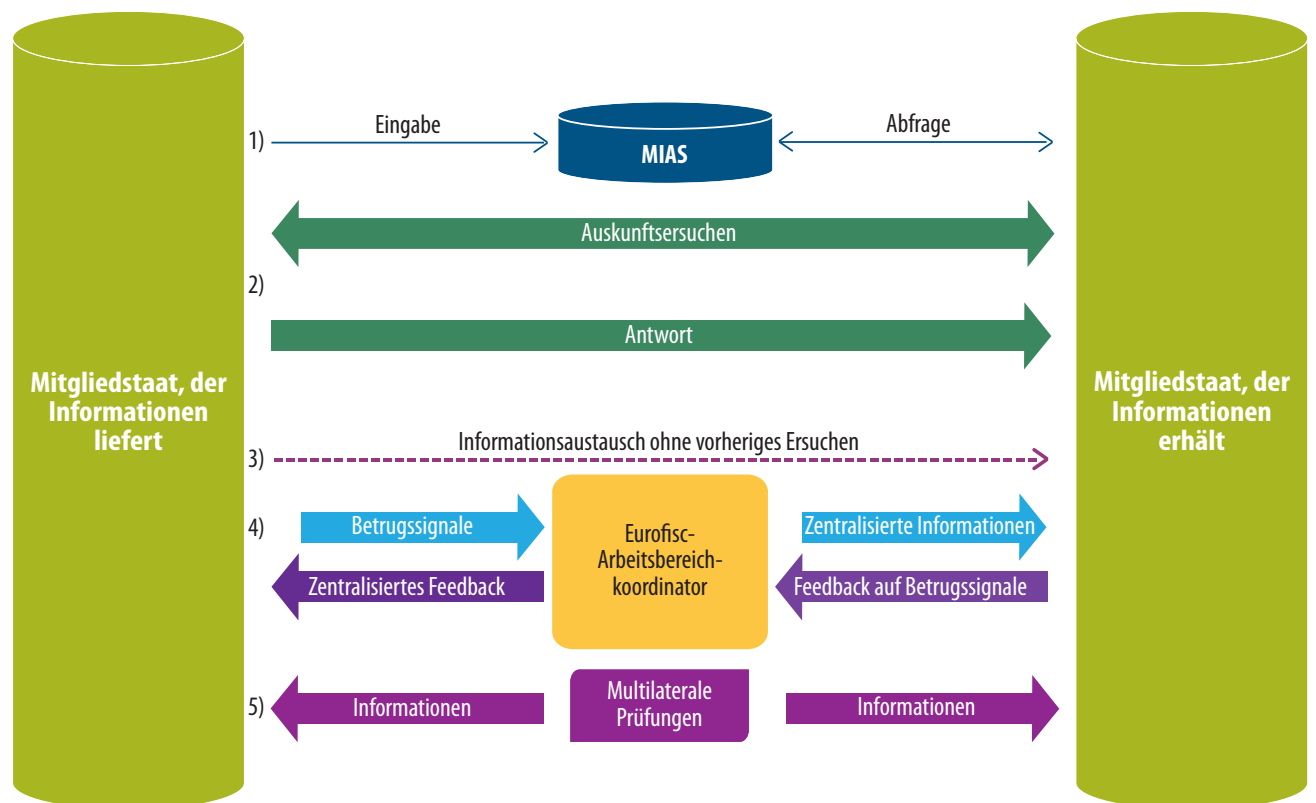 1)
Eingabe
MIAS
Abfrage
Auskunftsersuchen
2)
Antwort
Mitgliedstaat, der
Informationen
liefert
Mitgliedstaat, der
Informationen
erhält
Informationsaustausch ohne vorheriges Ersuchen
3)
4)
Betrugssignale
Eurofisc-
Arbeitsbereich-
koordinator
Zentralisierte Informationen
Zentralisiertes Feedback
Feedback auf Betrugssignale
5)
Informationen
Multilaterale
Prüfungen
Informationen